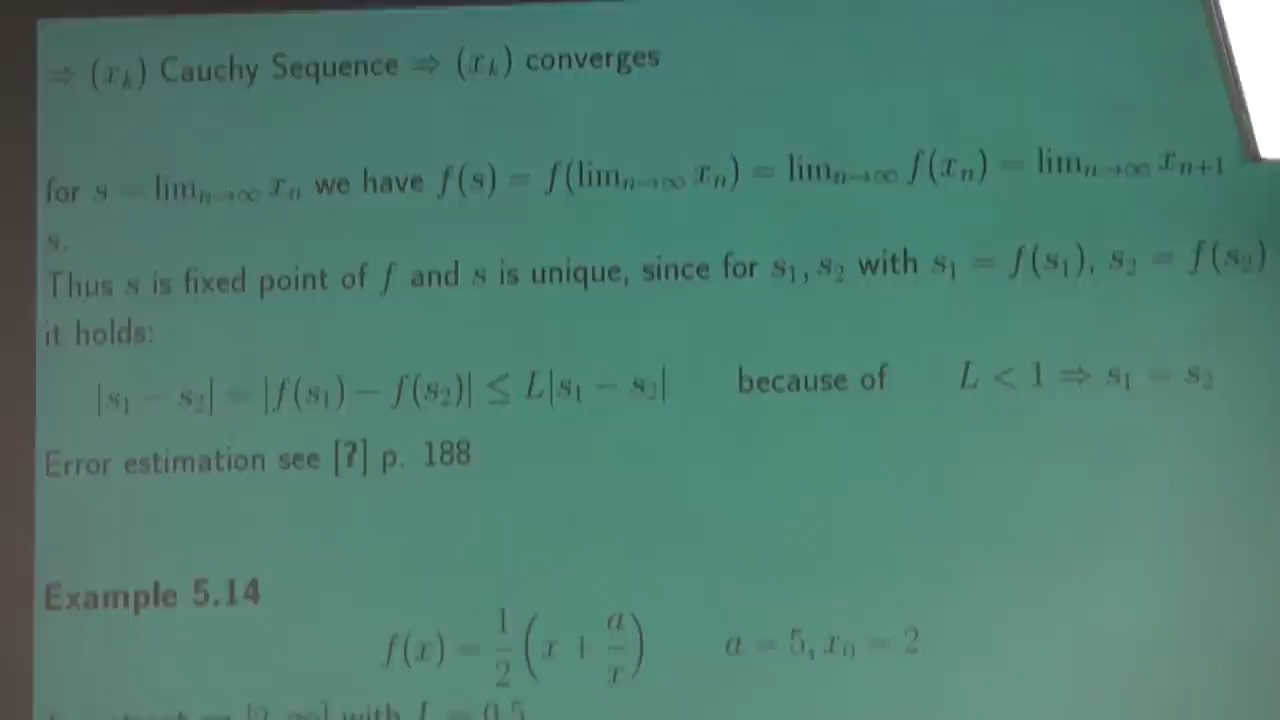 ⇒ (x_k) Cauchy Sequence ⇒ (x_k) converges
for s = lim_{n→∞} x_n we have f(s) = f(lim_{n→∞} x_n) = lim_{n→∞} f(x_n) = lim_{n→∞} x_{n+1}
s.
Thus s is fixed point of f and s is unique, since for s_1, s_2 with s_1 = f(s_1), s_2 = f(s_2)
it holds:
|s_1 − s_2| = |f(s_1) − f(s_2)| ≤ L|s_1 − s_2| because of L < 1 ⇒ s_1 = s_2
Error estimation see [?] p. 188
Example 5.14
f(x) = 1/2 (x + a/x) a = 5, x_0 = 2
with L = 0.5